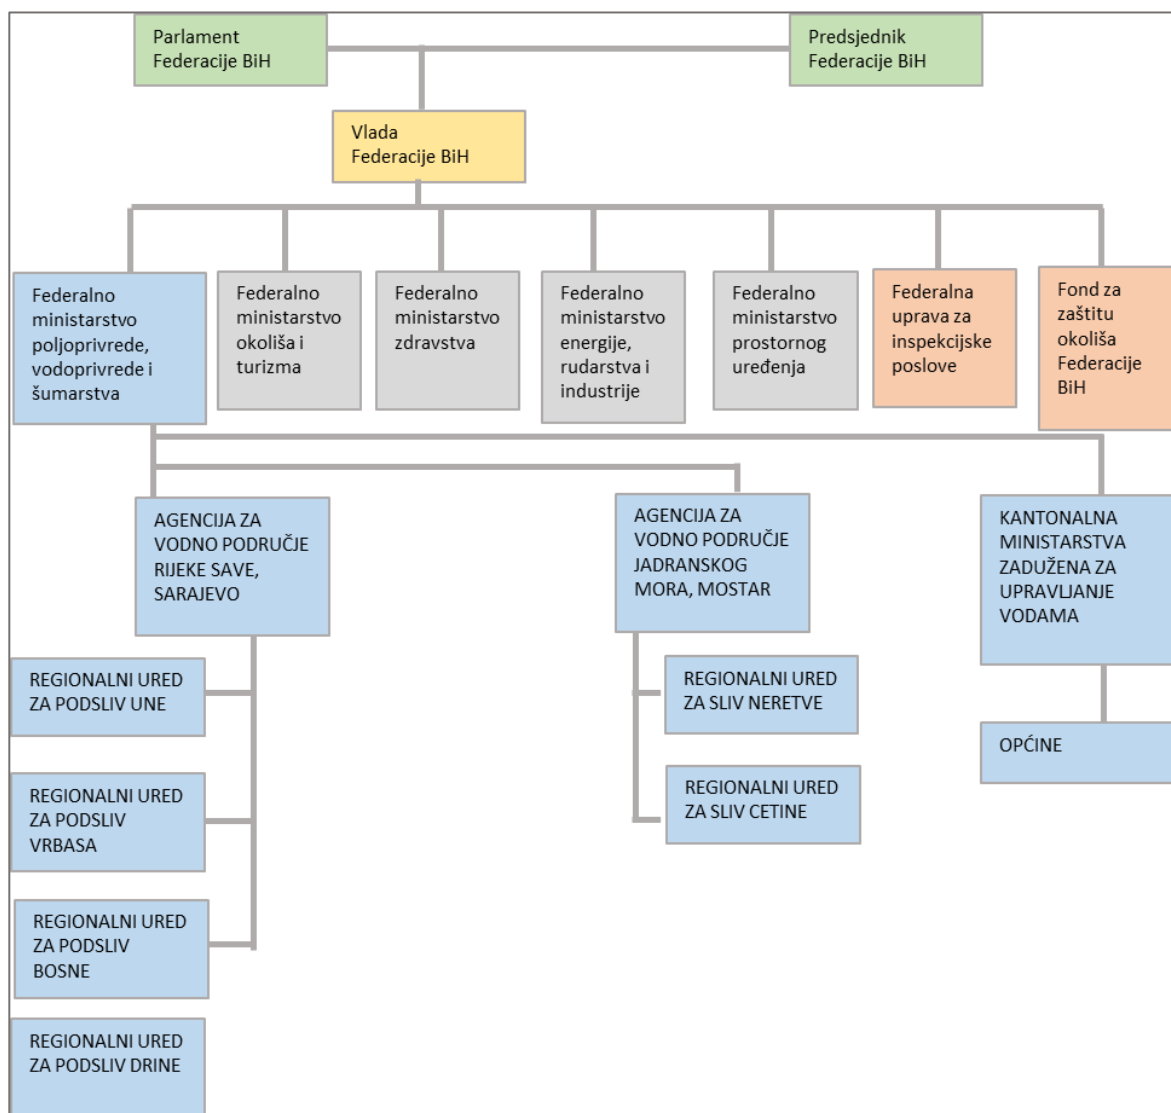 Parlament
Federacije BiH
Predsjednik
Federacije BiH
Vlada
Federacije BiH
Federalno
ministarstvo
poljoprivrede,
vodoprivrede i
šumarstva
Federalno
ministarstvo
okoliša i
turizma
Federalno
ministarstvo
zdravstva
Federalno
ministarstvo
energije,
rudarstva i
industrije
Federalno
ministarstvo
prostornog
uređenja
Federalna
uprava za
inspekcijske
poslove
Fond za
zaštitu
okoliša
Federacije
BiH
AGENCIJA ZA
VODNO PODRUČJE
RIJEKE SAVE,
SARAJEVO
AGENCIJA ZA
VODNO PODRUČJE
JADRANSKOG
MORA, MOSTAR
KANTONALNA
MINISTARSTVA
ZADUŽENA ZA
UPRAVLJANJE
VODAMA
REGIONALNI URED
ZA PODSLIV UNE
REGIONALNI URED
ZA SLIV NERETVE
OPĆINE
REGIONALNI URED
ZA PODSLIV
VRBASA
REGIONALNI URED
ZA SLIV CETINE
REGIONALNI URED
ZA PODSLIV
BOSNE
REGIONALNI URED
ZA PODSLIV DRINE